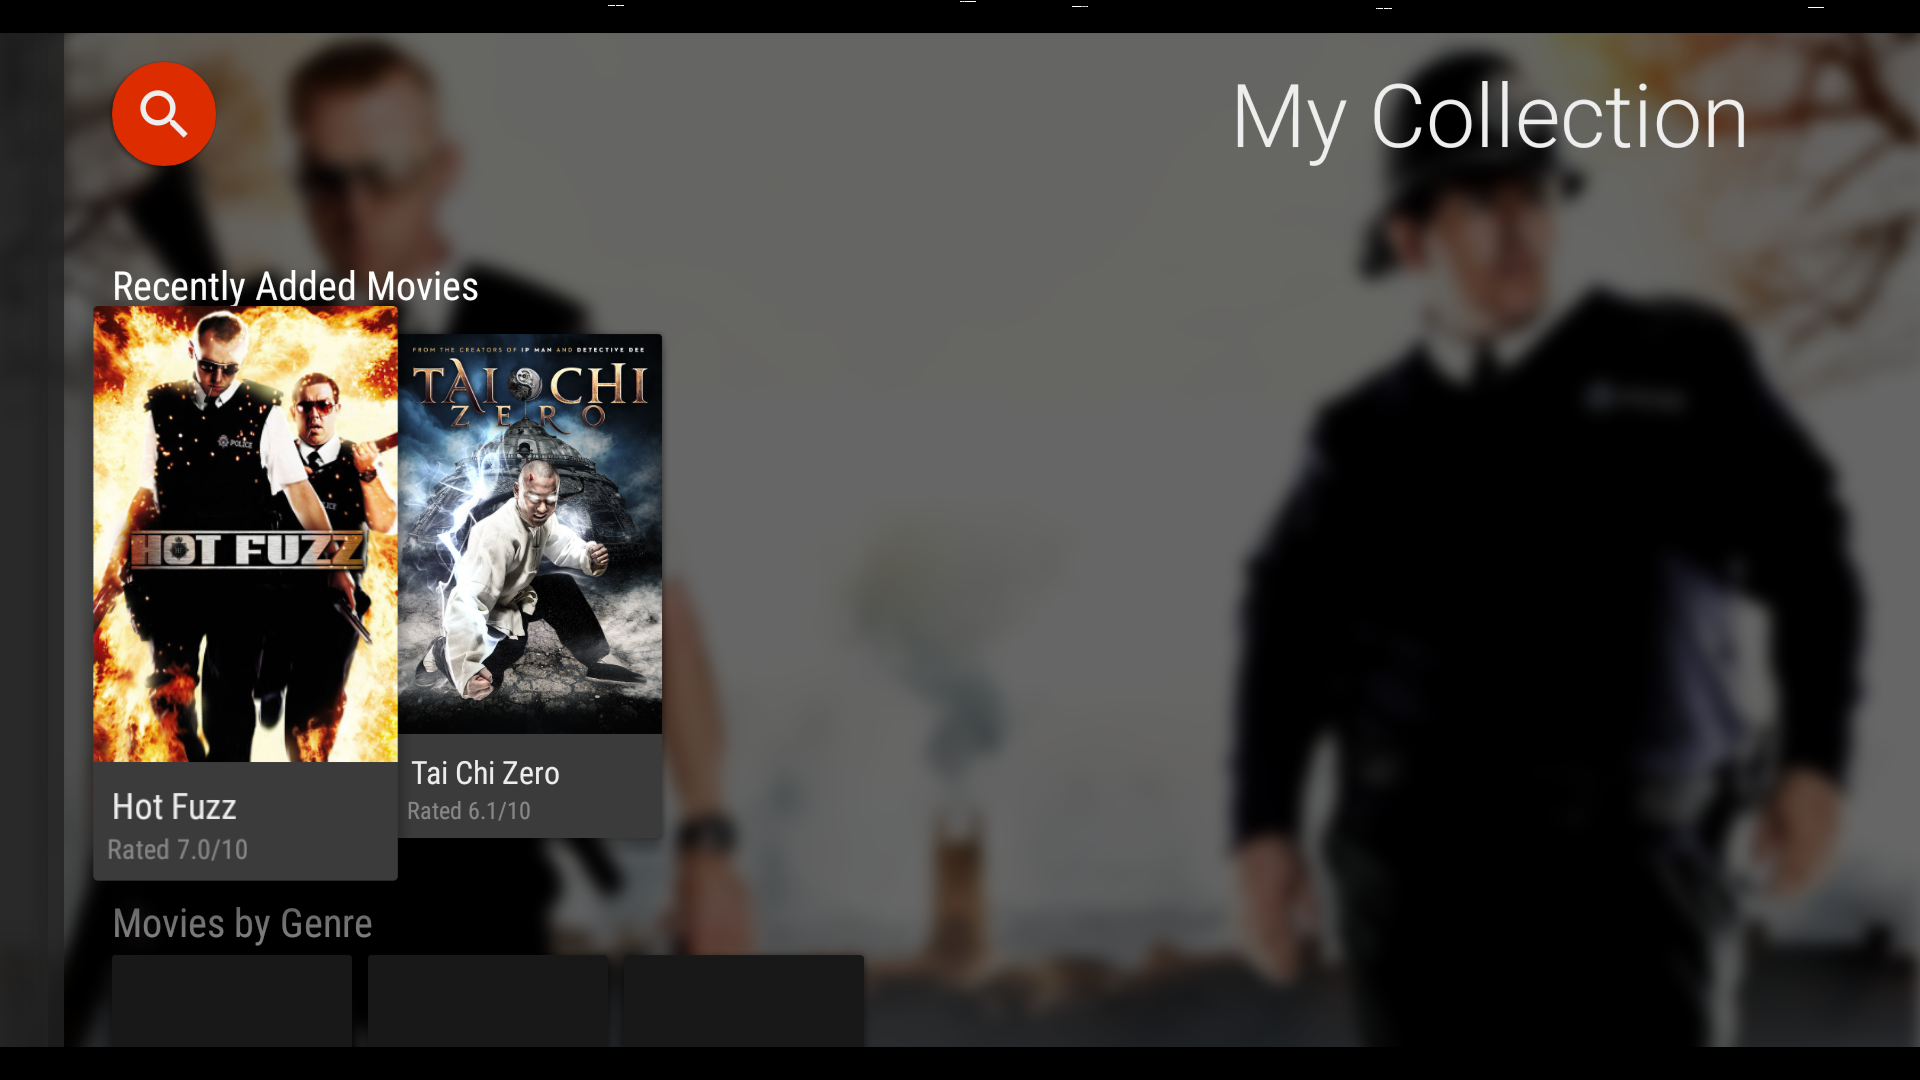 My Collection
Recently Added Movies
POLICE
HOT FUZZ
Hot Fuzz
Rated 7.0/10
FROM THE CREATORS OF IP MAN AND DETECTIVE DEE
TAI CHI
ZERO
Tai Chi Zero
Rated 6.1/10
Movies by Genre